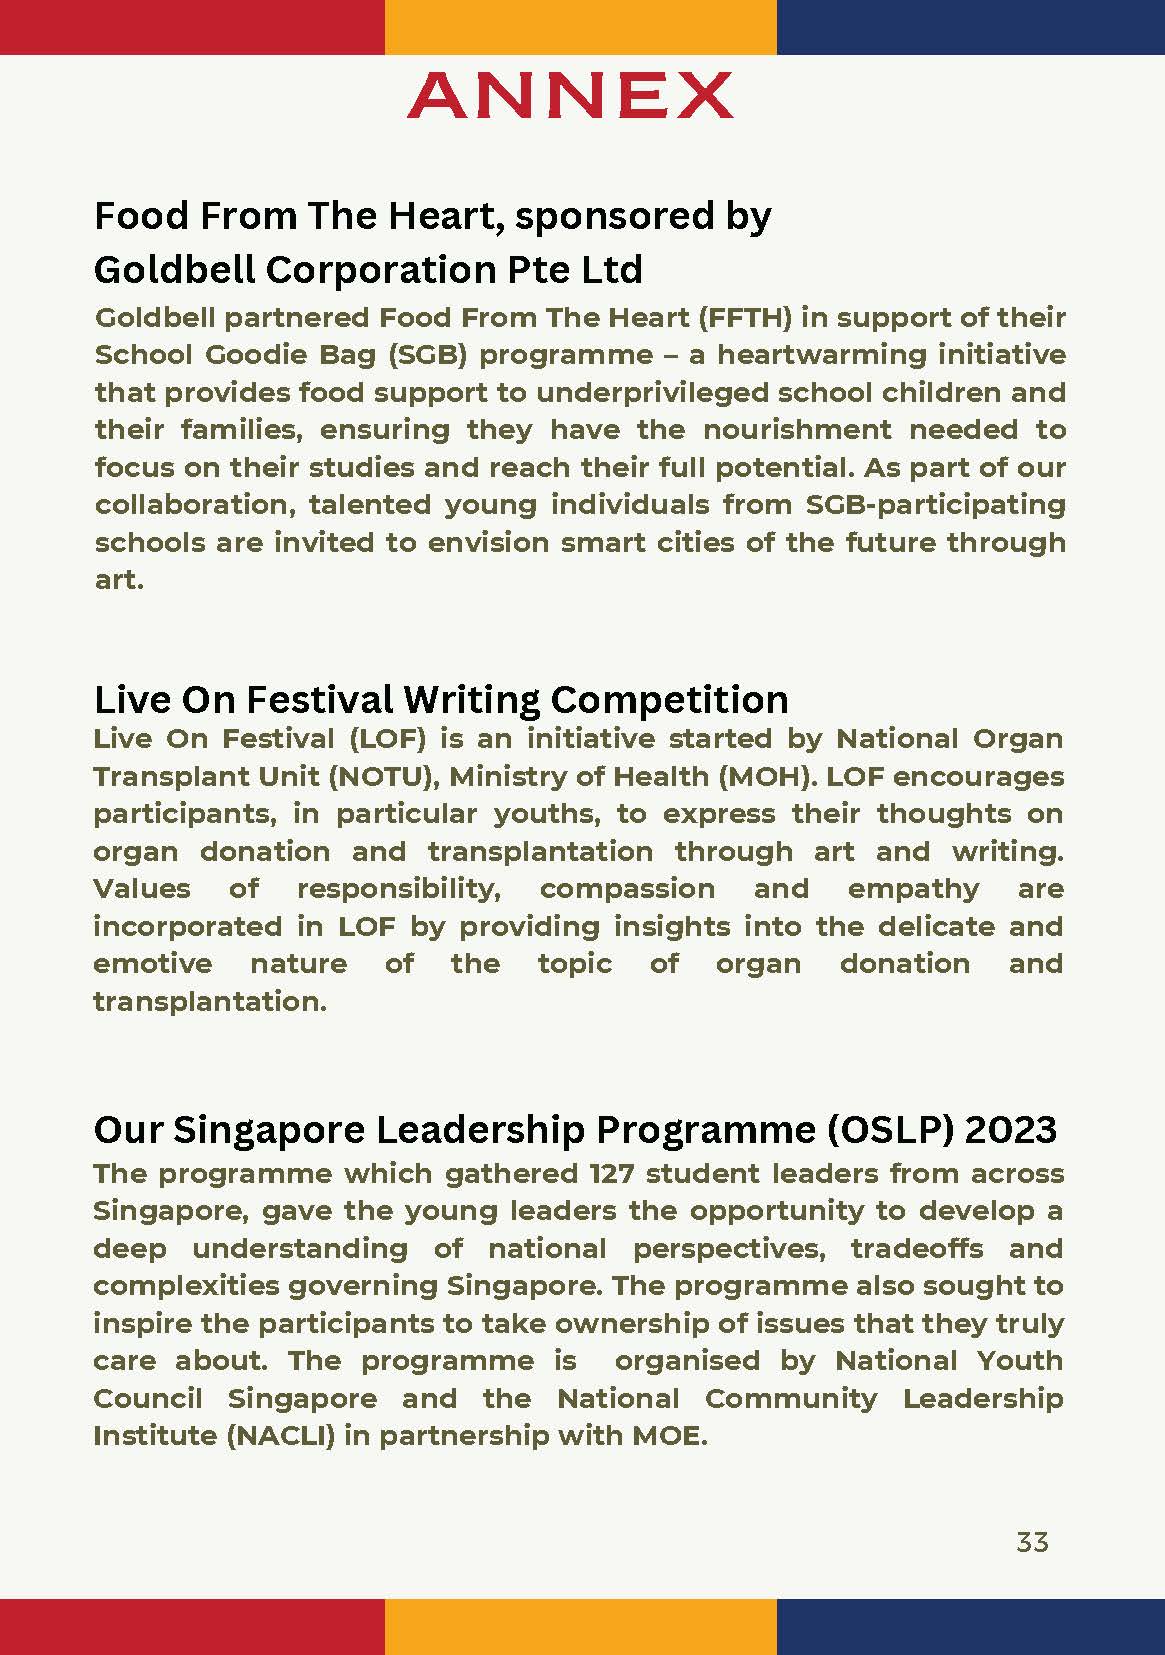 ANNEX
Food From The Heart, sponsored by
Goldbell Corporation Pte Ltd
Goldbell partnered Food From The Heart (FFTH) in support of their
School Goodie Bag (SGB) programme – a heartwarming initiative
that provides food support to underprivileged school children and
their families, ensuring they have the nourishment needed to
focus on their studies and reach their full potential. As part of our
collaboration, talented young individuals from SGB-participating
schools are invited to envision smart cities of the future through
art.
Live On Festival Writing Competition
Live On Festival (LOF) is an initiative started by National Organ
Transplant Unit (NOTU), Ministry of Health (MOH). LOF encourages
participants, in particular youths, to express their thoughts on
organ donation and transplantation through art and writing.
Values of responsibility, compassion and empathy are
incorporated in LOF by providing insights into the delicate and
emotive nature of the topic of organ donation and
transplantation.
Our Singapore Leadership Programme (OSLP) 2023
The programme which gathered 127 student leaders from across
Singapore, gave the young leaders the opportunity to develop a
deep understanding of national perspectives, tradeoffs and
complexities governing Singapore. The programme also sought to
inspire the participants to take ownership of issues that they truly
care about. The programme is organised by National Youth
Council Singapore and the National Community Leadership
Institute (NACLI) in partnership with MOE.
33